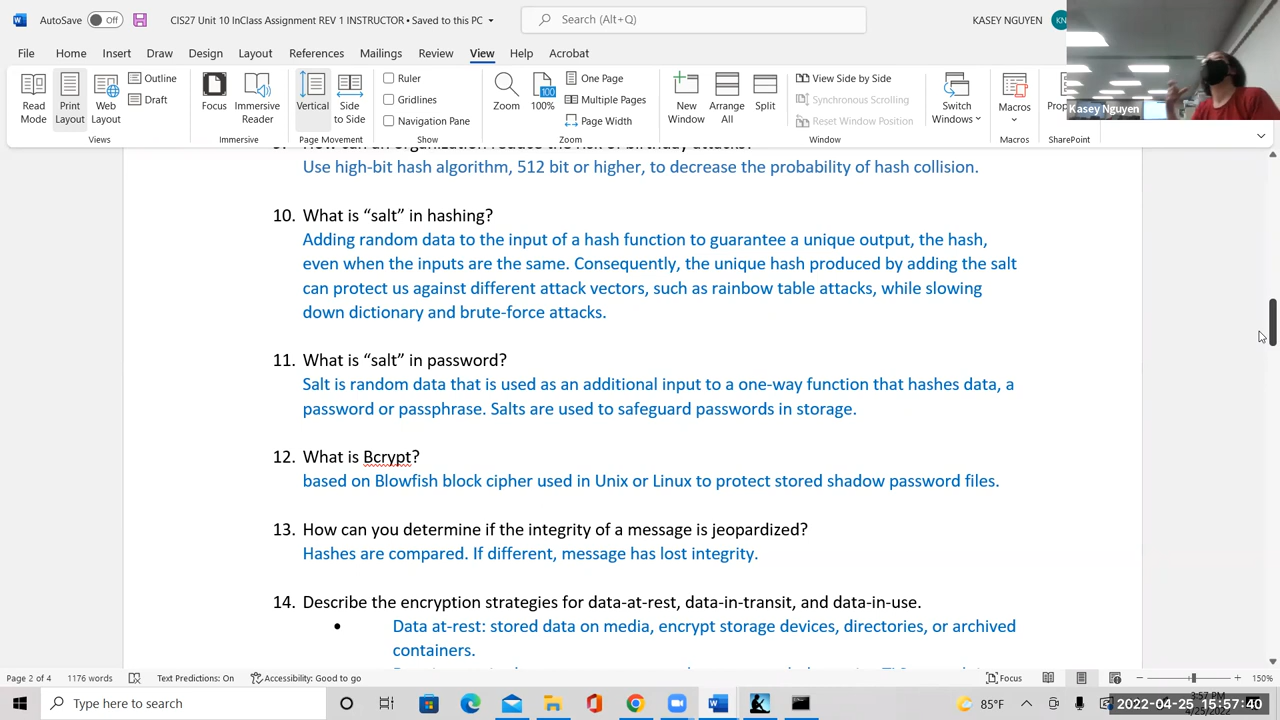 AutoSave Off CIS27 Unit 10 InClass Assignment REV 1 INSTRUCTOR • Saved to this PC Search (Alt+Q) KASEY NGUYEN KN
File Home Insert Draw Design Layout References Mailings Review View Help Acrobat
Read Mode
Print Layout
Web Layout
Outline
Draft
Views
Focus
Immersive Reader
Immersive
Vertical
Side to Side
Page Movement
Ruler
Gridlines
Navigation Pane
Show
Zoom
100
100%
One Page
Multiple Pages
Page Width
Zoom
New Window
Arrange All
Split
View Side by Side
Synchronous Scrolling
Reset Window Position
Window
Switch Windows
Macros
Macros
SharePoint
Kasey Nguyen
Use high-bit hash algorithm, 512 bit or higher, to decrease the probability of hash collision.
10. What is “salt” in hashing?
Adding random data to the input of a hash function to guarantee a unique output, the hash,
even when the inputs are the same. Consequently, the unique hash produced by adding the salt
can protect us against different attack vectors, such as rainbow table attacks, while slowing
down dictionary and brute-force attacks.
11. What is “salt” in password?
Salt is random data that is used as an additional input to a one-way function that hashes data, a
password or passphrase. Salts are used to safeguard passwords in storage.
12. What is Bcrypt?
based on Blowfish block cipher used in Unix or Linux to protect stored shadow password files.
13. How can you determine if the integrity of a message is jeopardized?
Hashes are compared. If different, message has lost integrity.
14. Describe the encryption strategies for data-at-rest, data-in-transit, and data-in-use.
• Data at-rest: stored data on media, encrypt storage devices, directories, or archived
containers.
Page 2 of 4 1176 words Text Predictions: On Accessibility: Good to go Focus 150%
Type here to search 85°F 3:57 PM
2022-04-25 15:57:40